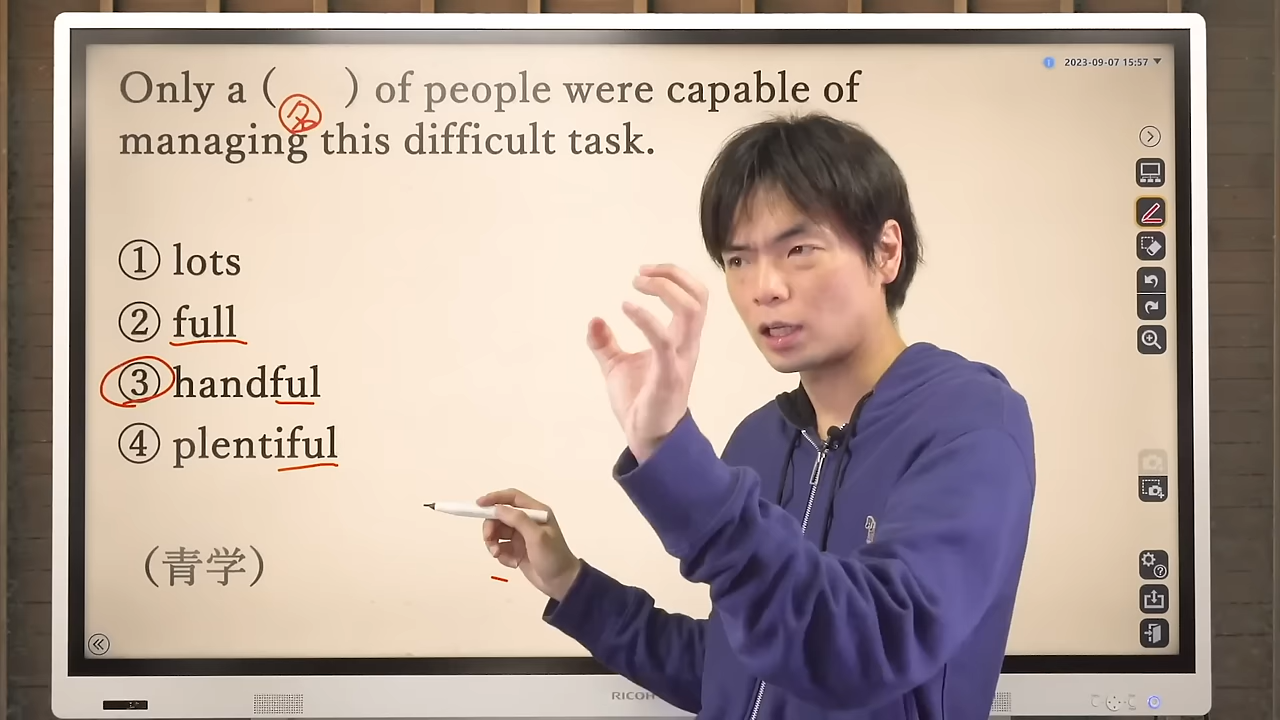 2023-09-07 15:57
Only a ( ) of people were capable of
名
managing this difficult task.
① lots
② full
③ handful
④ plentiful
(青学)
RICOH